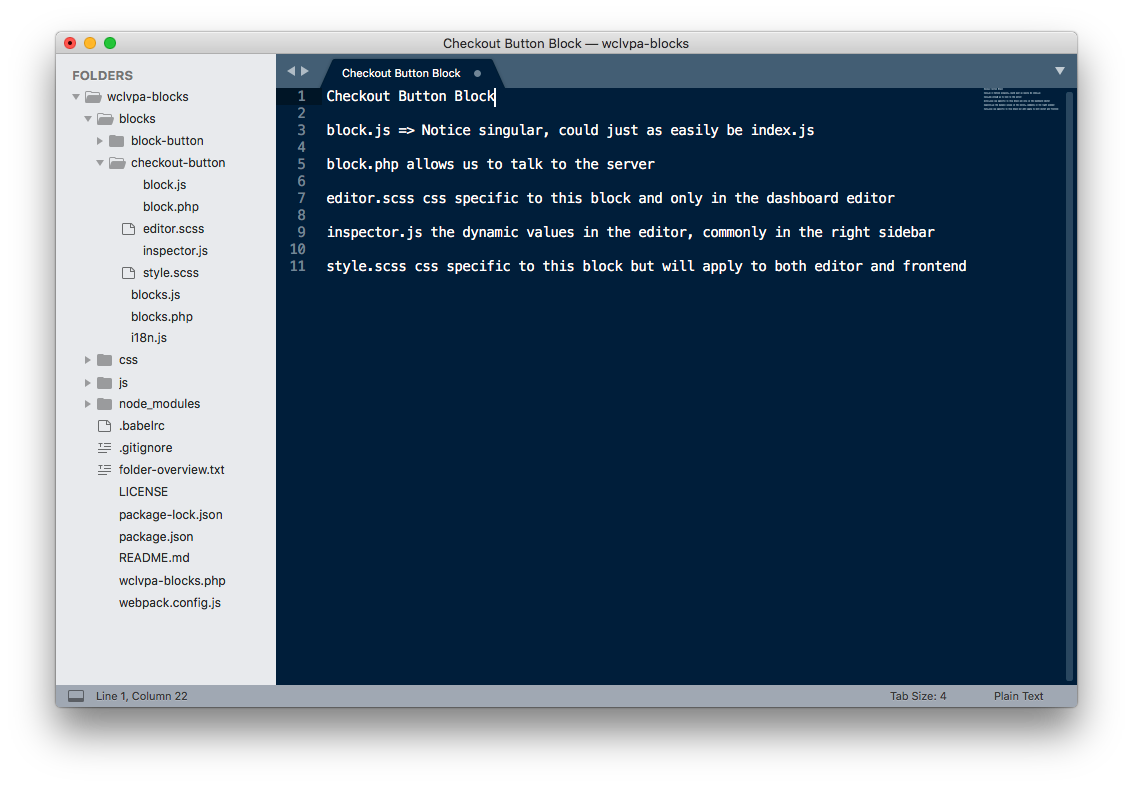 Checkout Button Block — wclvpa-blocks
FOLDERS
wclvpa-blocks
blocks
block-button
checkout-button
block.js
block.php
editor.scss
inspector.js
style.scss
blocks.js
blocks.php
i18n.js
css
js
node_modules
.babelrc
.gitignore
folder-overview.txt
LICENSE
package-lock.json
package.json
README.md
wclvpa-blocks.php
webpack.config.js
Checkout Button Block
1 Checkout Button Block
2
3 block.js => Notice singular, could just as easily be index.js
4
5 block.php allows us to talk to the server
6
7 editor.scss css specific to this block and only in the dashboard editor
8
9 inspector.js the dynamic values in the editor, commonly in the right sidebar
10
11 style.scss css specific to this block but will apply to both editor and frontend
Line 1, Column 22
Tab Size: 4
Plain Text